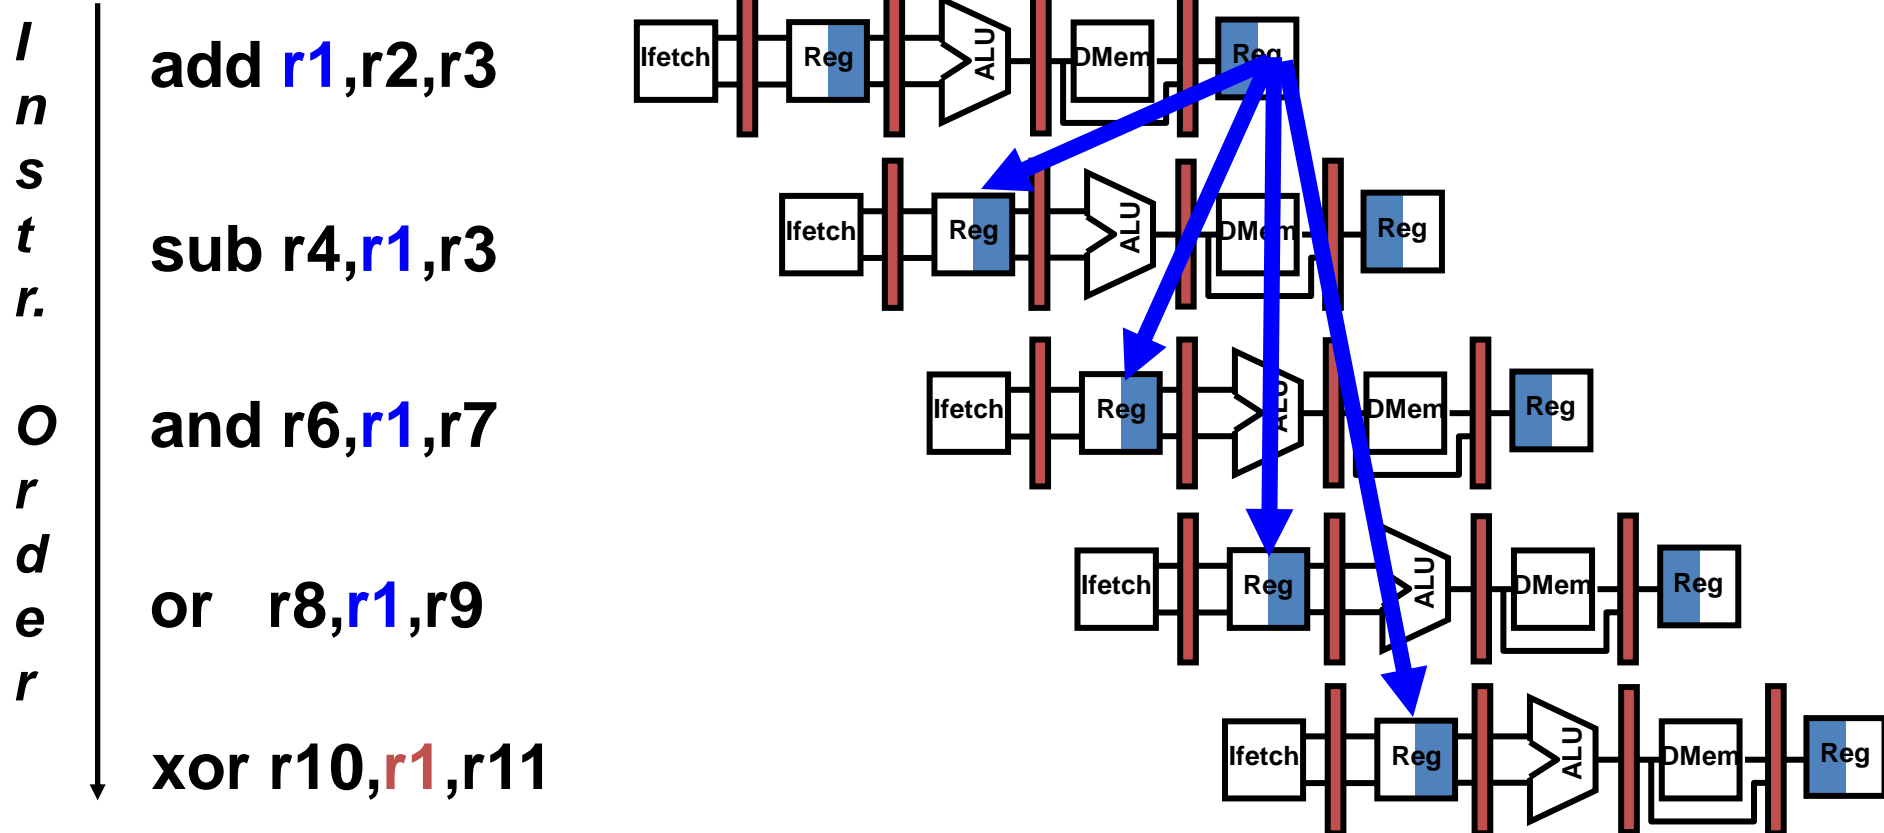 Instr. Order
add r1,r2,r3
Ifetch Reg ALU DMem Reg
sub r4,r1,r3
Ifetch Reg ALU DMem Reg
and r6,r1,r7
Ifetch Reg ALU DMem Reg
or r8,r1,r9
Ifetch Reg ALU DMem Reg
xor r10,r1,r11
Ifetch Reg ALU DMem Reg